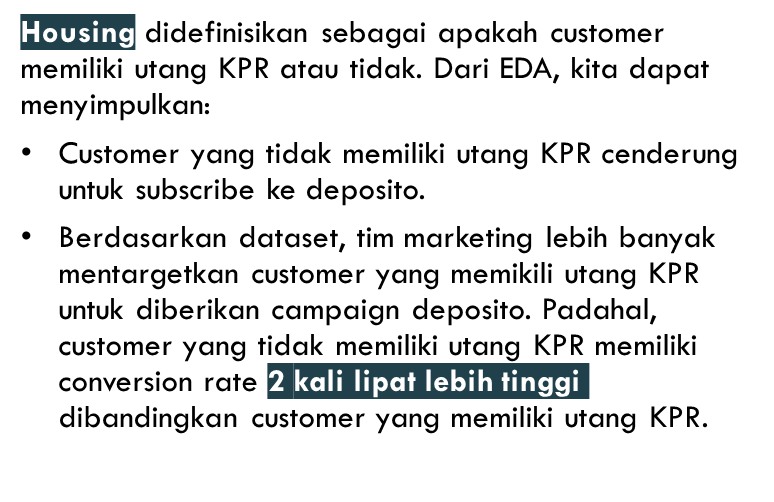 Housing didefinisikan sebagai apakah customer
memiliki utang KPR atau tidak. Dari EDA, kita dapat
menyimpulkan:
• Customer yang tidak memiliki utang KPR cenderung
untuk subscribe ke deposito.
• Berdasarkan dataset, tim marketing lebih banyak
mentargetkan customer yang memikili utang KPR
untuk diberikan campaign deposito. Padahal,
customer yang tidak memiliki utang KPR memiliki
conversion rate 2 kali lipat lebih tinggi
dibandingkan customer yang memiliki utang KPR.